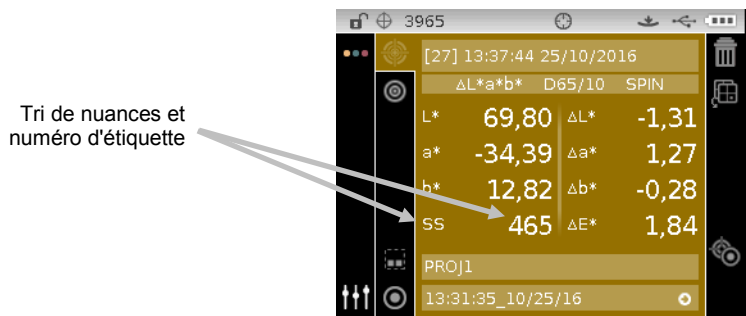 3965
[27] 13:37:44 25/10/2016
ΔL*a*b* D65/10 SPIN
Tri de nuances et
numéro d'étiquette
L* 69,80 ΔL* -1,31
a* -34,39 Δa* 1,27
b* 12,82 Δb* -0,28
SS 465 ΔE* 1,84
PROJ1
13:31:35_10/25/16